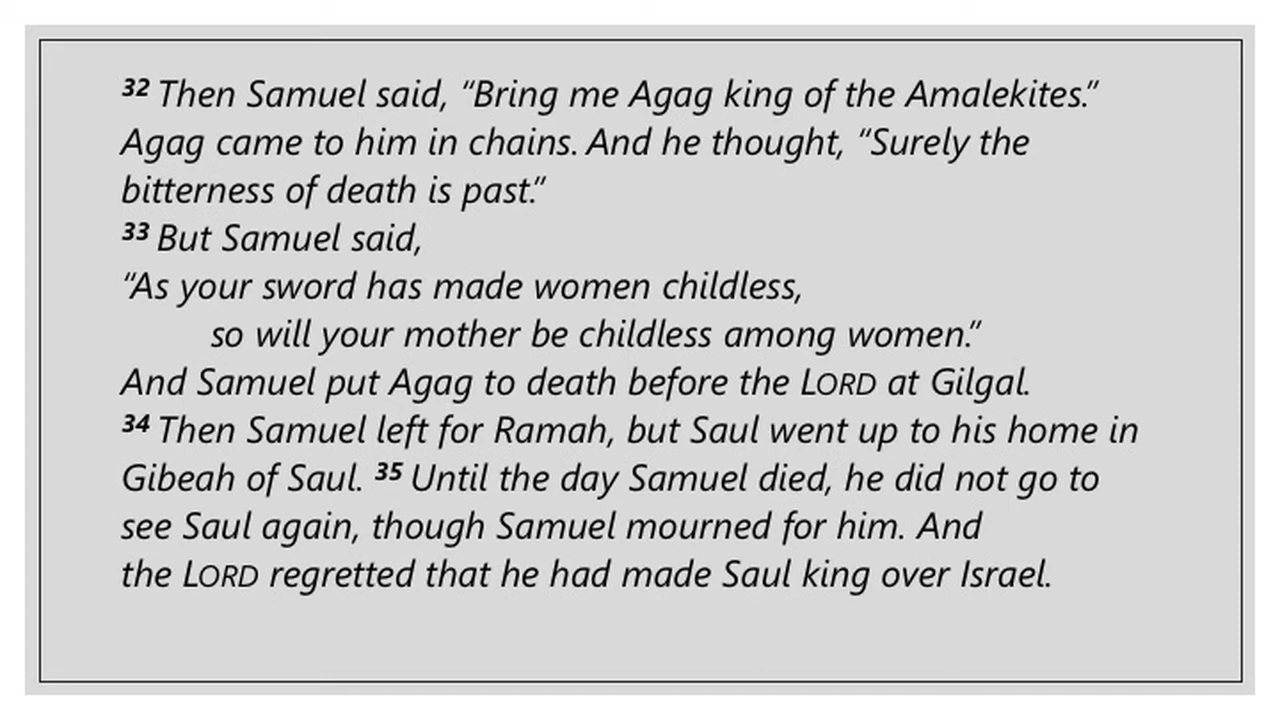 32 Then Samuel said, “Bring me Agag king of the Amalekites.”
Agag came to him in chains. And he thought, “Surely the
bitterness of death is past.”
33 But Samuel said,
“As your sword has made women childless,
so will your mother be childless among women.”
And Samuel put Agag to death before the LORD at Gilgal.
34 Then Samuel left for Ramah, but Saul went up to his home in
Gibeah of Saul. 35 Until the day Samuel died, he did not go to
see Saul again, though Samuel mourned for him. And
the LORD regretted that he had made Saul king over Israel.